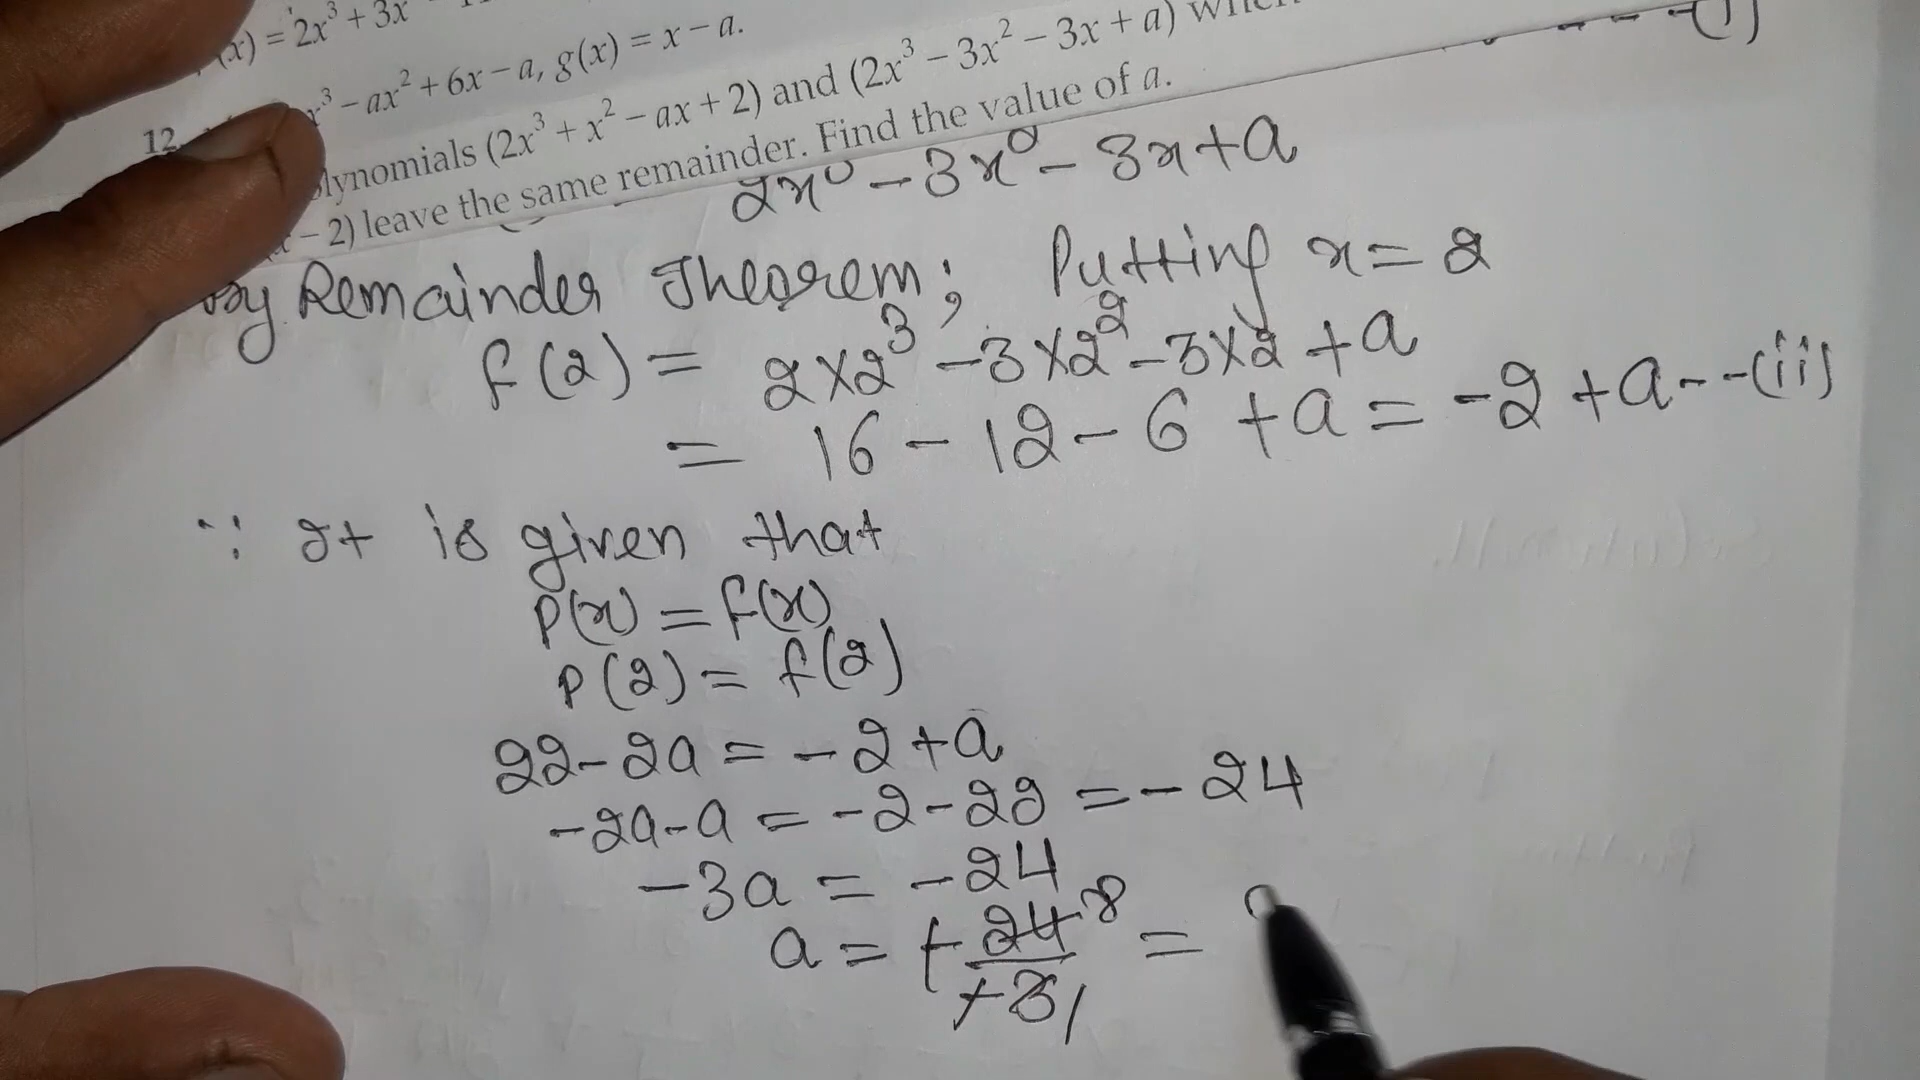 (x) = 2x³ + 3x
x³ – ax² + 6x – a, g(x) = x – a.
12.
lynomials (2x³ + x² – ax + 2) and (2x³ – 3x² – 3x + a) when
– 2) leave the same remainder. Find the value of a.
– 3x + a
By Remainder Theorem; Putting x = 2
f(2) = 2×2³ – 3×2² – 3×2 + a
= 16 – 12 – 6 + a = –2 + a --(ii)
∵ It is given that
P(x) = f(x)
P(2) = f(2)
22 – 2a = –2 + a
–2a – a = –2 – 22 = –24
–3a = –24
a = –24/–3 8 =